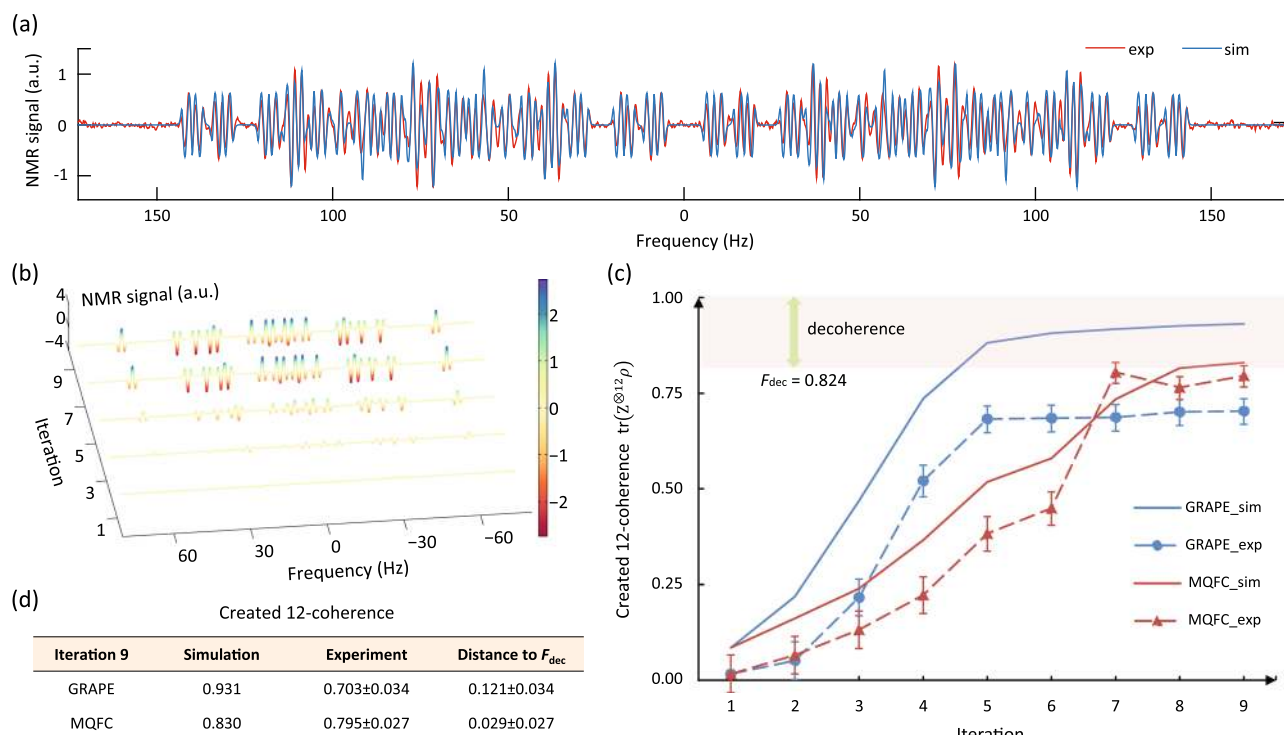 (a)
NMR signal (a.u.)
1
0
-1
exp sim
150 100 50 0 50 100 150
Frequency (Hz)
(b)
NMR signal (a.u.)
4
0
−4
9
7
5
3
1
Iteration
60 30 0 −30 −60
Frequency (Hz)
2
1
0
−1
−2
(c)
Created 12-coherence tr(Z⊗12ρ)
1.00
0.75
0.50
0.25
0.00
decoherence
Fdec = 0.824
GRAPE_sim
GRAPE_exp
MQFC_sim
MQFC_exp
1 2 3 4 5 6 7 8 9
Iteration
(d)
Created 12-coherence
Iteration 9 Simulation Experiment Distance to Fdec
GRAPE 0.931 0.703±0.034 0.121±0.034
MQFC 0.830 0.795±0.027 0.029±0.027